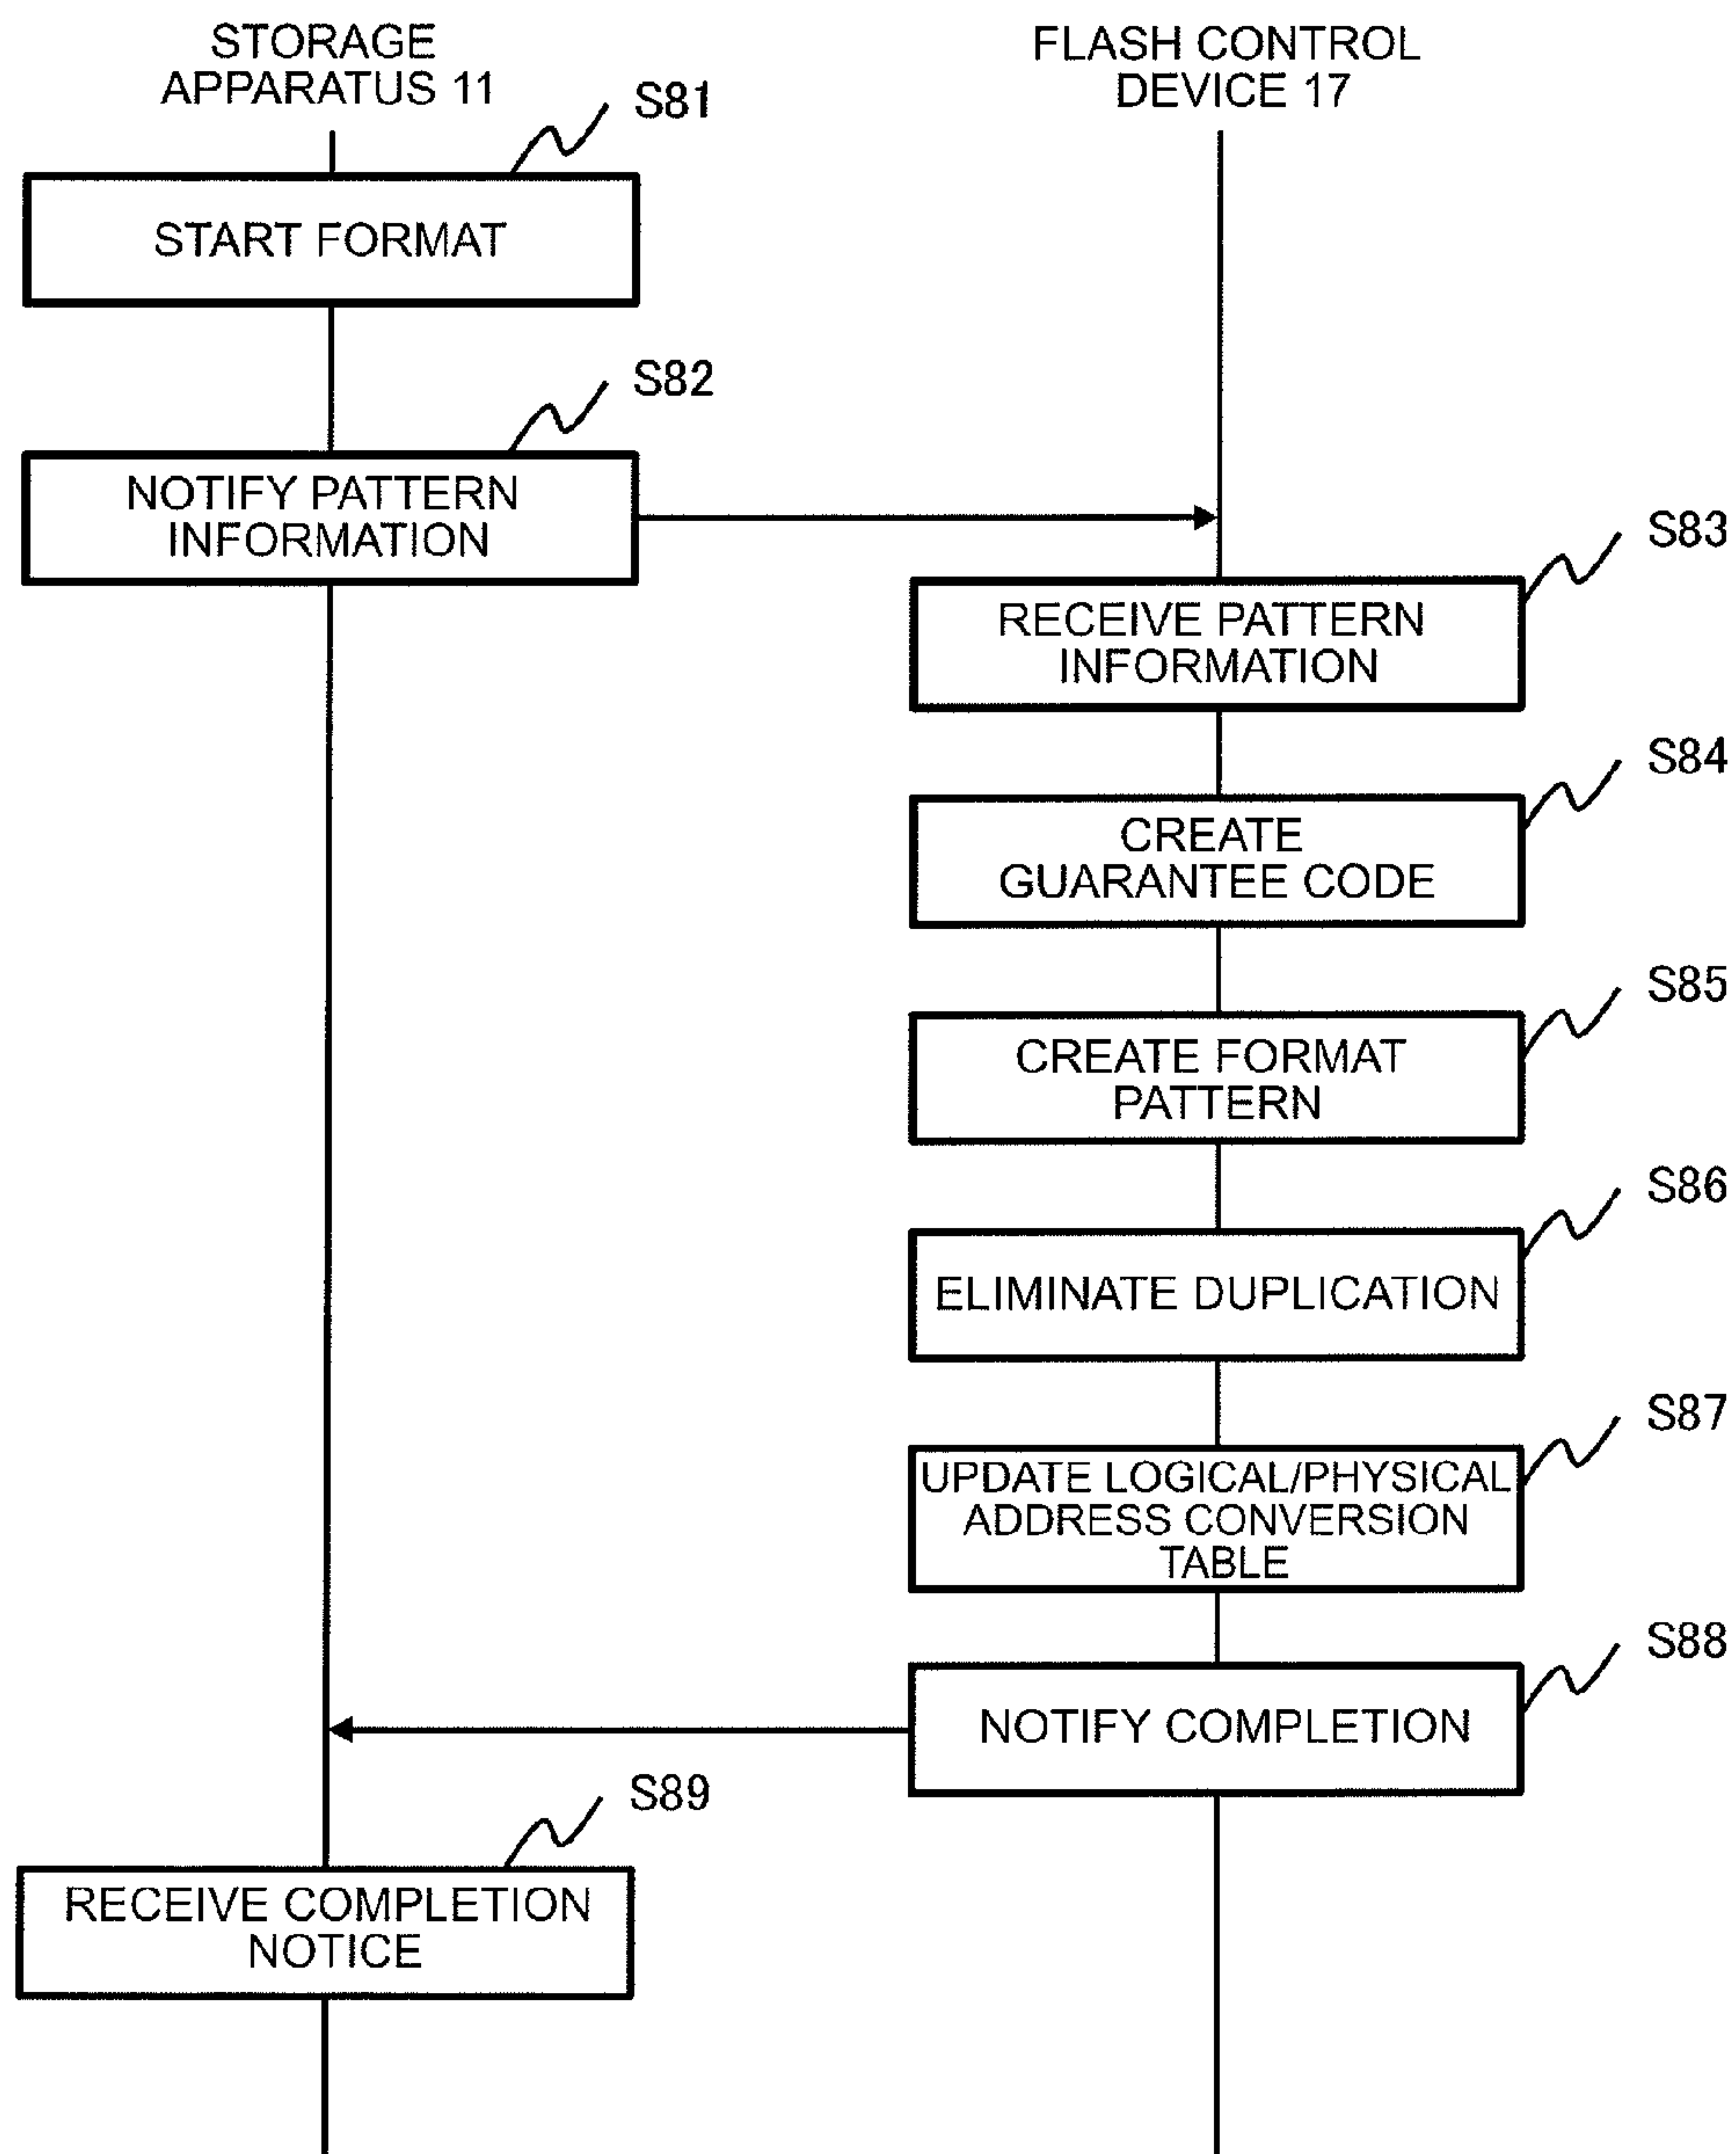 STORAGE
APPARATUS 11
FLASH CONTROL
DEVICE 17
S81
START FORMAT
S82
NOTIFY PATTERN
INFORMATION
S83
RECEIVE PATTERN
INFORMATION
S84
CREATE
GUARANTEE CODE
S85
CREATE FORMAT
PATTERN
S86
ELIMINATE DUPLICATION
S87
UPDATE LOGICAL/PHYSICAL
ADDRESS CONVERSION
TABLE
S88
NOTIFY COMPLETION
S89
RECEIVE COMPLETION
NOTICE